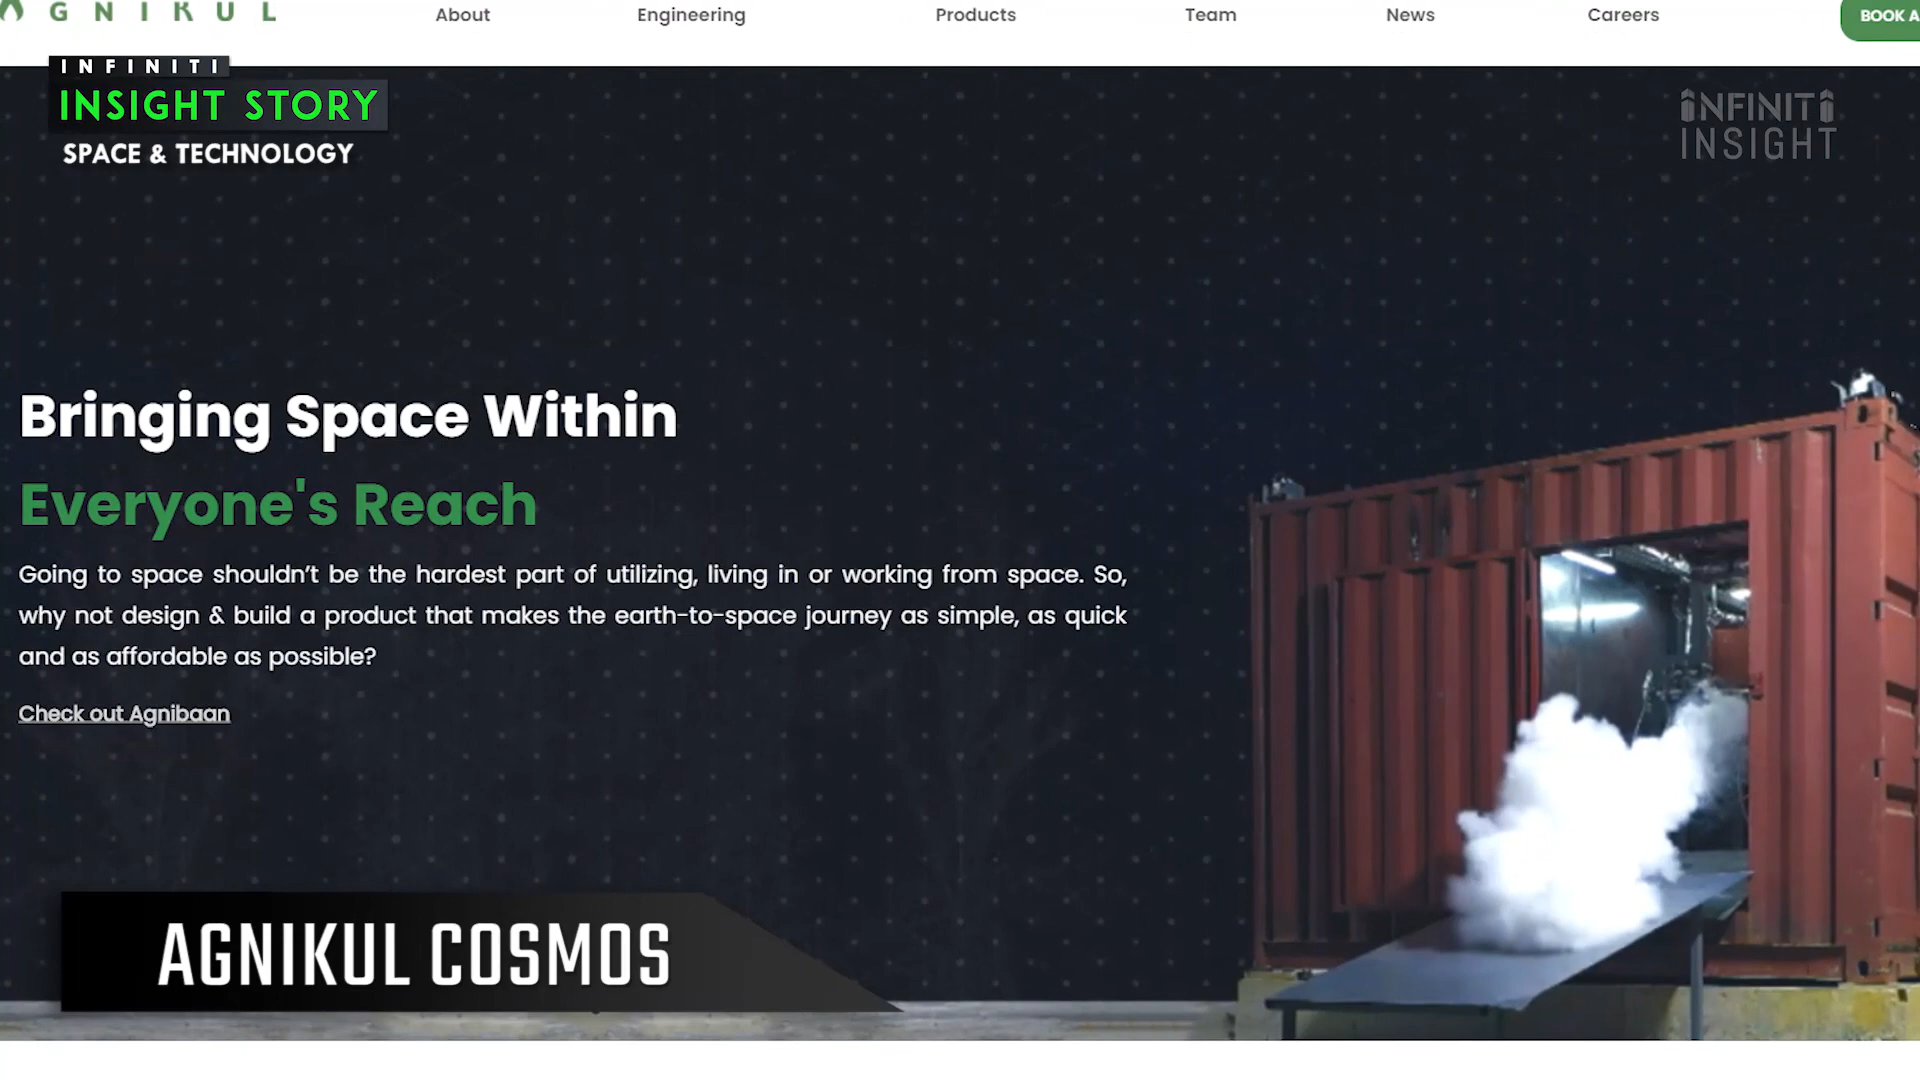 AGNIKUL
About Engineering Products Team News Careers BOOK A
INFINITI
INSIGHT STORY
SPACE & TECHNOLOGY
INFINITI
INSIGHT
Bringing Space Within
Everyone's Reach
Going to space shouldn’t be the hardest part of utilizing, living in or working from space. So,
why not design & build a product that makes the earth-to-space journey as simple, as quick
and as affordable as possible?
Check out Agnibaan
AGNIKUL COSMOS